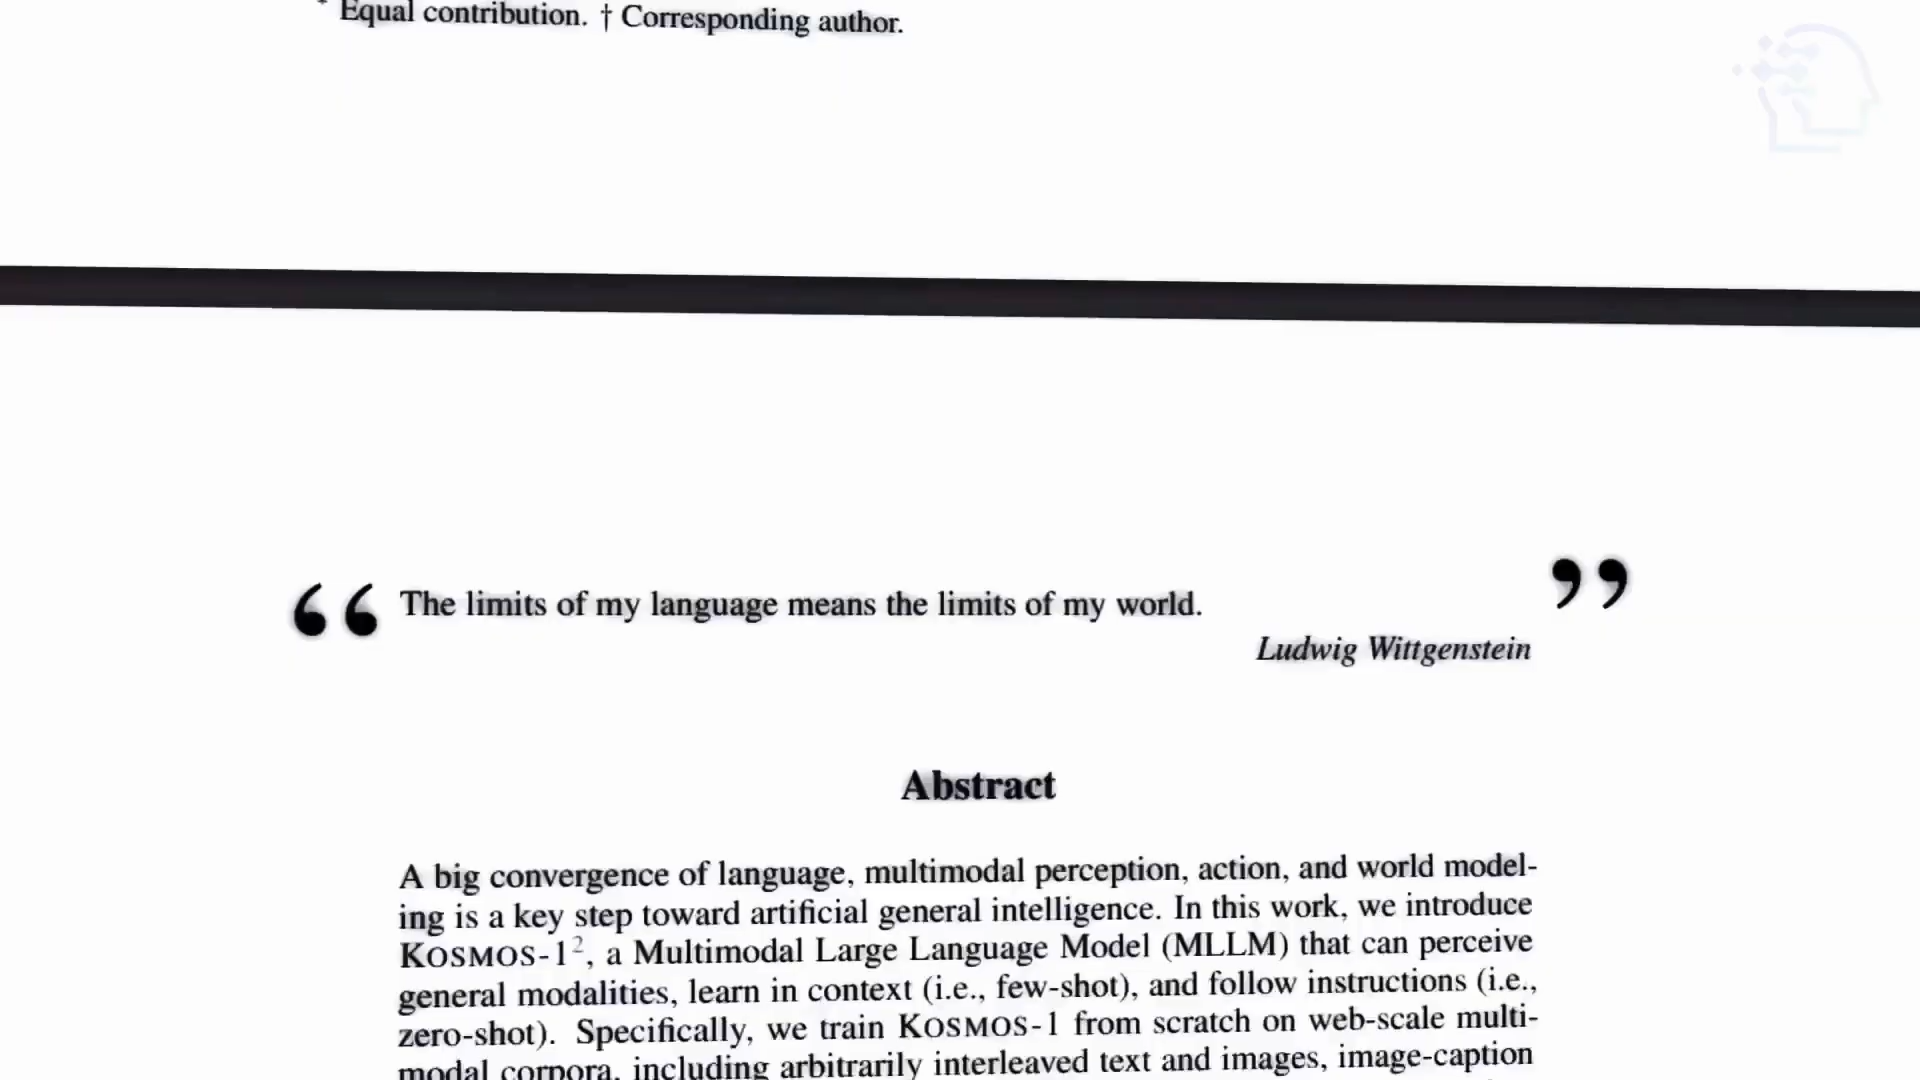 * Equal contribution. † Corresponding author.
“ The limits of my language means the limits of my world. ”
Ludwig Wittgenstein
Abstract
A big convergence of language, multimodal perception, action, and world model-
ing is a key step toward artificial general intelligence. In this work, we introduce
KOSMOS-1², a Multimodal Large Language Model (MLLM) that can perceive
general modalities, learn in context (i.e., few-shot), and follow instructions (i.e.,
zero-shot). Specifically, we train KOSMOS-1 from scratch on web-scale multi-
modal corpora, including arbitrarily interleaved text and images, image-caption